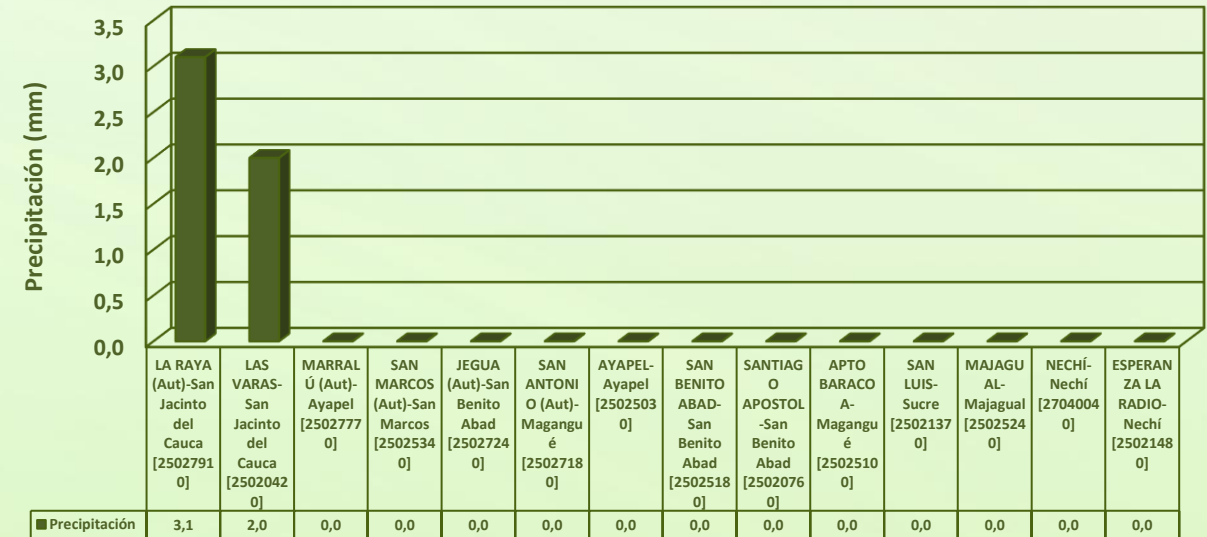 Precipitación (mm)
3,5
3,0
2,5
2,0
1,5
1,0
0,5
0,0
LA RAYA
(Aut)-San
Jacinto
del
Cauca
[2502791
0]
LAS
VARAS-
San
Jacinto
del
Cauca
[2502042
0]
MARRAL
Ú (Aut)-
Ayapel
[2502777
0]
SAN
MARCOS
(Aut)-San
Marcos
[2502534
0]
JEGUA
(Aut)-San
Benito
Abad
[2502724
0]
SAN
ANTONI
O (Aut)-
Magangu
é
[2502718
0]
AYAPEL-
Ayapel
[2502503
0]
SAN
BENITO
ABAD-
San
Benito
Abad
[2502518
0]
SANTIAG
O
APOSTOL
-San
Benito
Abad
[2502076
0]
APTO
BARACO
A-
Magangu
é
[2502510
0]
SAN
LUIS-
Sucre
[2502137
0]
MAJAGU
AL-
Majagual
[2502524
0]
NECHÍ-
Nechí
[2704004
0]
ESPERAN
ZA LA
RADIO-
Nechí
[2502148
0]
Precipitación 3,1 2,0 0,0 0,0 0,0 0,0 0,0 0,0 0,0 0,0 0,0 0,0 0,0 0,0